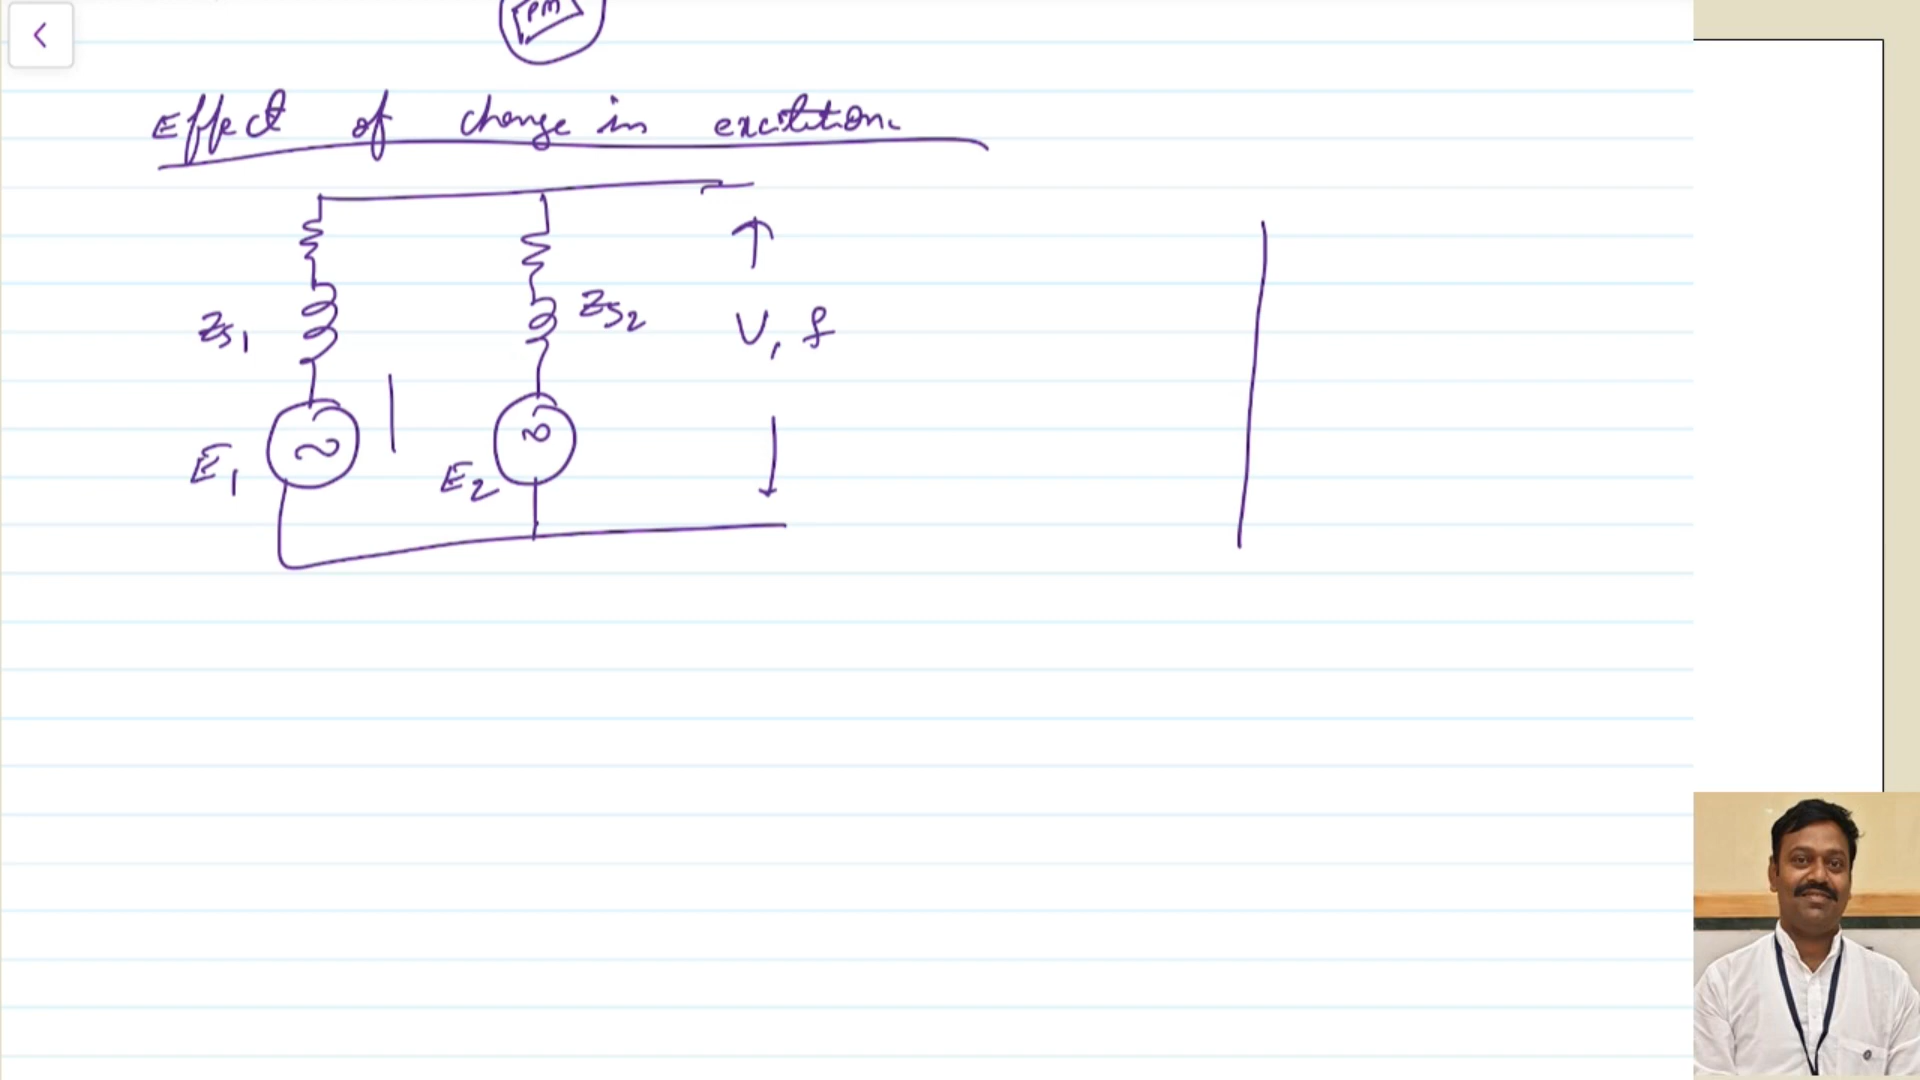 PM
Effect of change in excitation
Zs1
Zs2
V, f
E1
E2